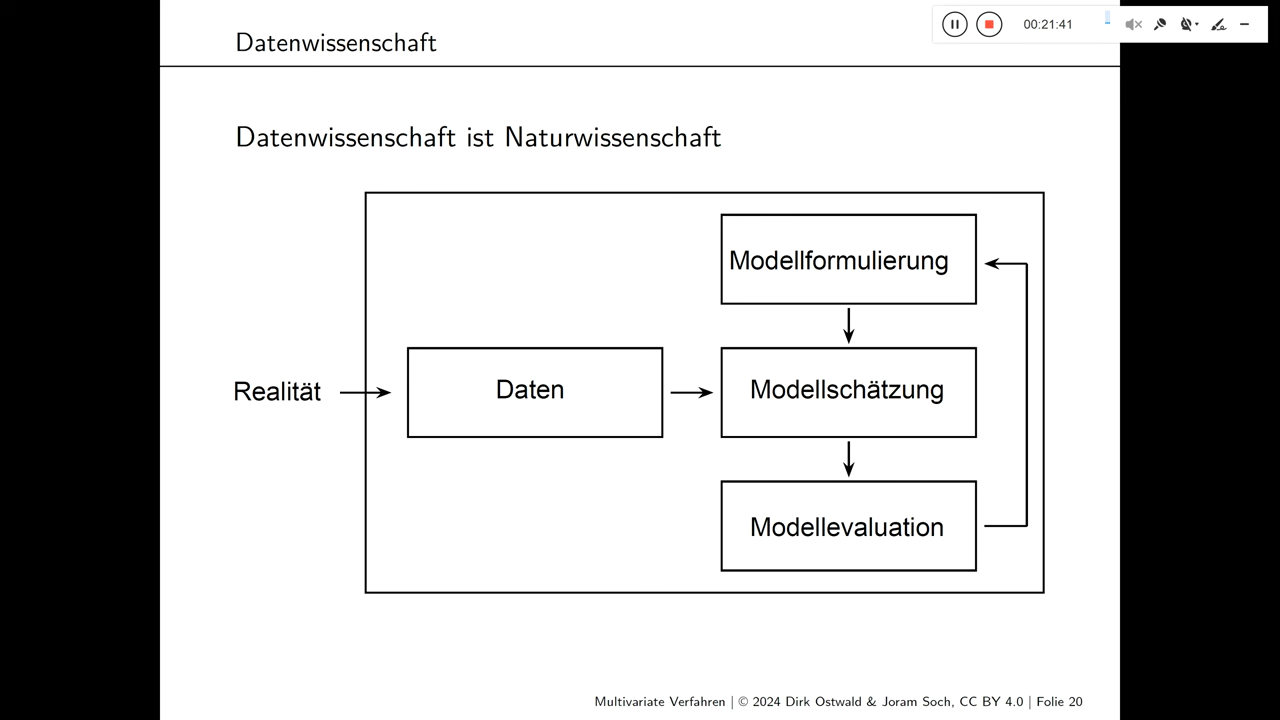 Datenwissenschaft
00:21:41
Datenwissenschaft ist Naturwissenschaft
Modellformulierung
Realität
Daten
Modellschätzung
Modellevaluation
Multivariate Verfahren | © 2024 Dirk Ostwald & Joram Soch, CC BY 4.0 | Folie 20